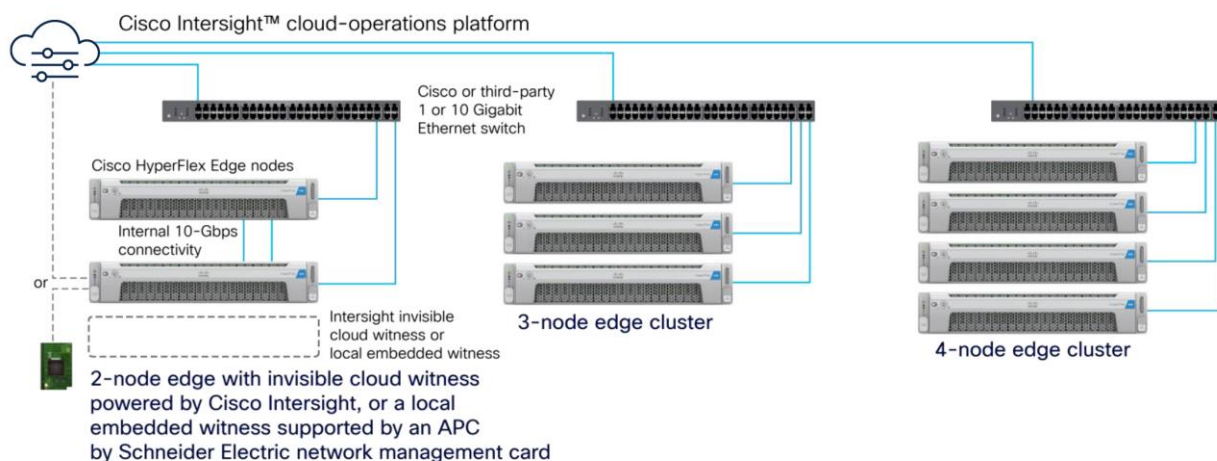 Cisco Intersight™ cloud-operations platform
Cisco or third-party
1 or 10 Gigabit
Ethernet switch
Cisco HyperFlex Edge nodes
Internal 10-Gbps
connectivity
or
Intersight invisible
cloud witness or
local embedded witness
2-node edge with invisible cloud witness
powered by Cisco Intersight, or a local
embedded witness supported by an APC
by Schneider Electric network management card
3-node edge cluster
4-node edge cluster